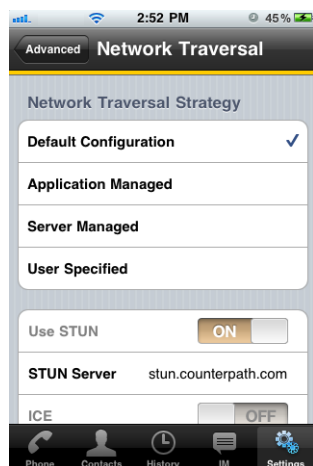 2:52 PM 45%
Advanced Network Traversal
Network Traversal Strategy
Default Configuration
Application Managed
Server Managed
User Specified
Use STUN ON
STUN Server stun.counterpath.com
ICE OFF
Phone Contacts History IM Settings